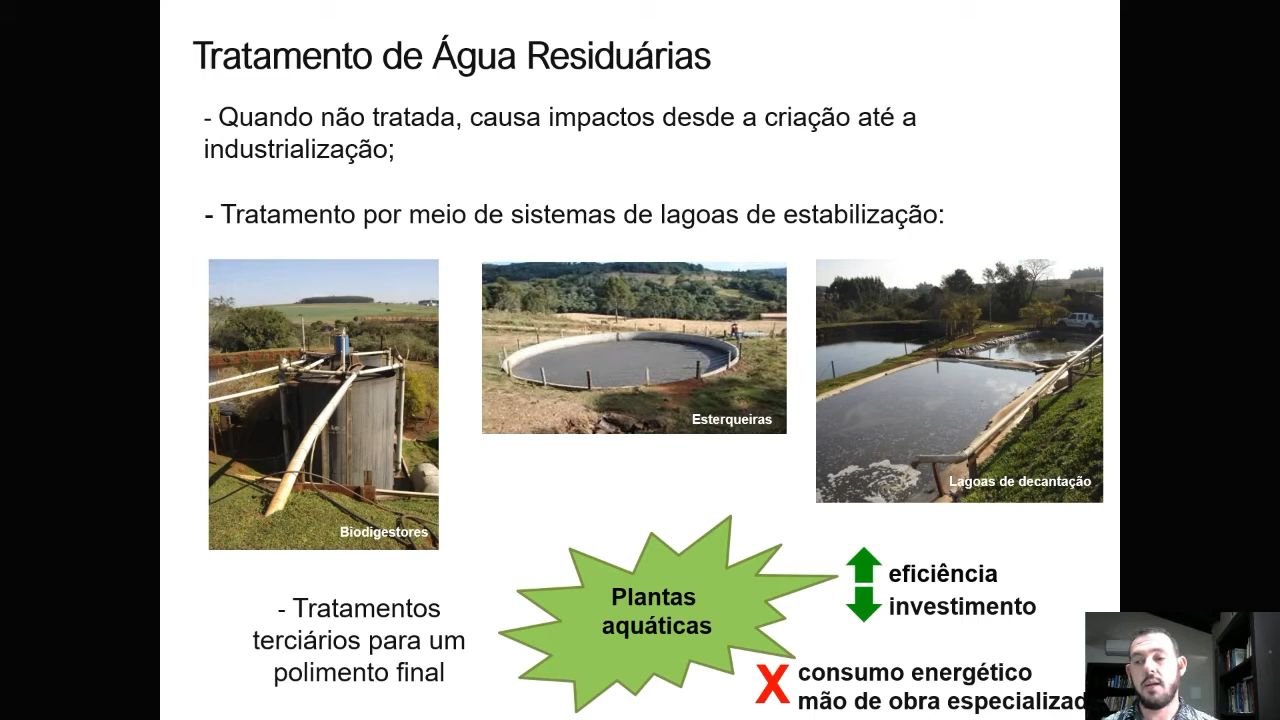 Tratamento de Água Residuárias
- Quando não tratada, causa impactos desde a criação até a
industrialização;
- Tratamento por meio de sistemas de lagoas de estabilização:
Biodigestores
Esterqueiras
Lagoas de decantação
- Tratamentos
terciários para um
polimento final
Plantas
aquáticas
eficiência
investimento
X consumo energético
mão de obra especializad